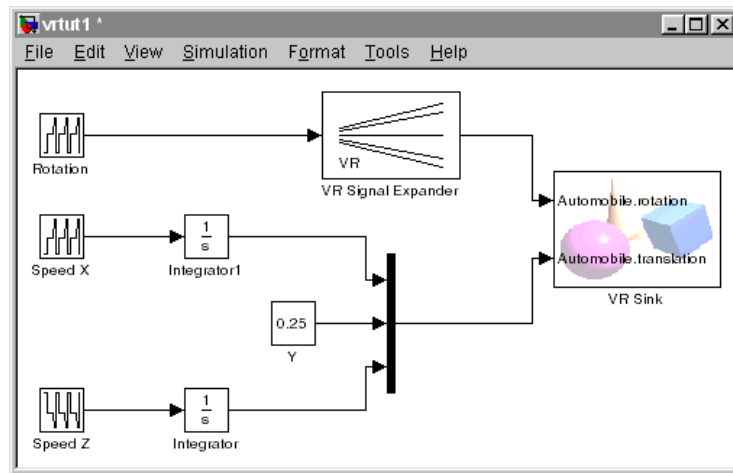 vrtut1 *
File Edit View Simulation Format Tools Help
Rotation
VR
VR Signal Expander
Automobile.rotation
Automobile.translation
VR Sink
Speed X
1
s
Integrator1
0.25
Y
Speed Z
1
s
Integrator